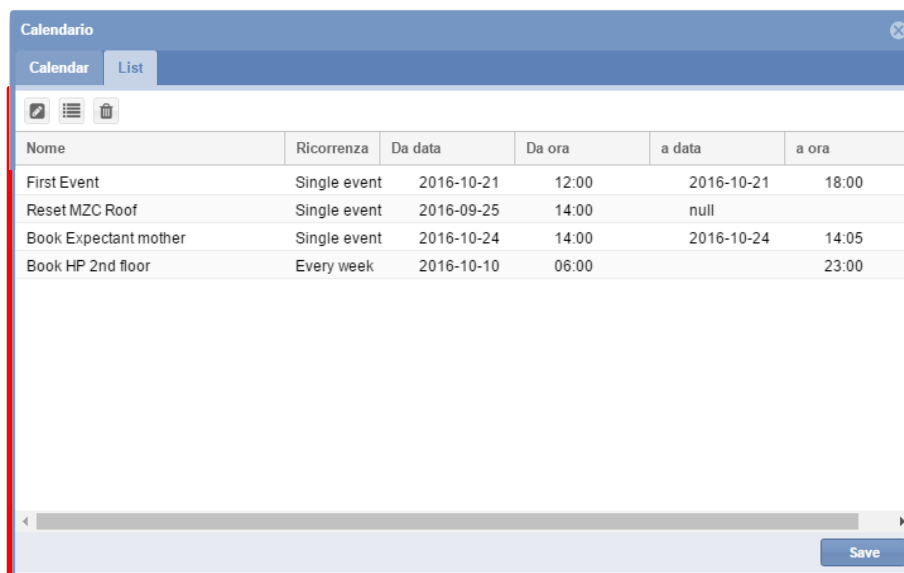 Calendario
Calendar List
Nome Ricorrenza Da data Da ora a data a ora
First Event Single event 2016-10-21 12:00 2016-10-21 18:00
Reset MZC Roof Single event 2016-09-25 14:00 null
Book Expectant mother Single event 2016-10-24 14:00 2016-10-24 14:05
Book HP 2nd floor Every week 2016-10-10 06:00 23:00
Save